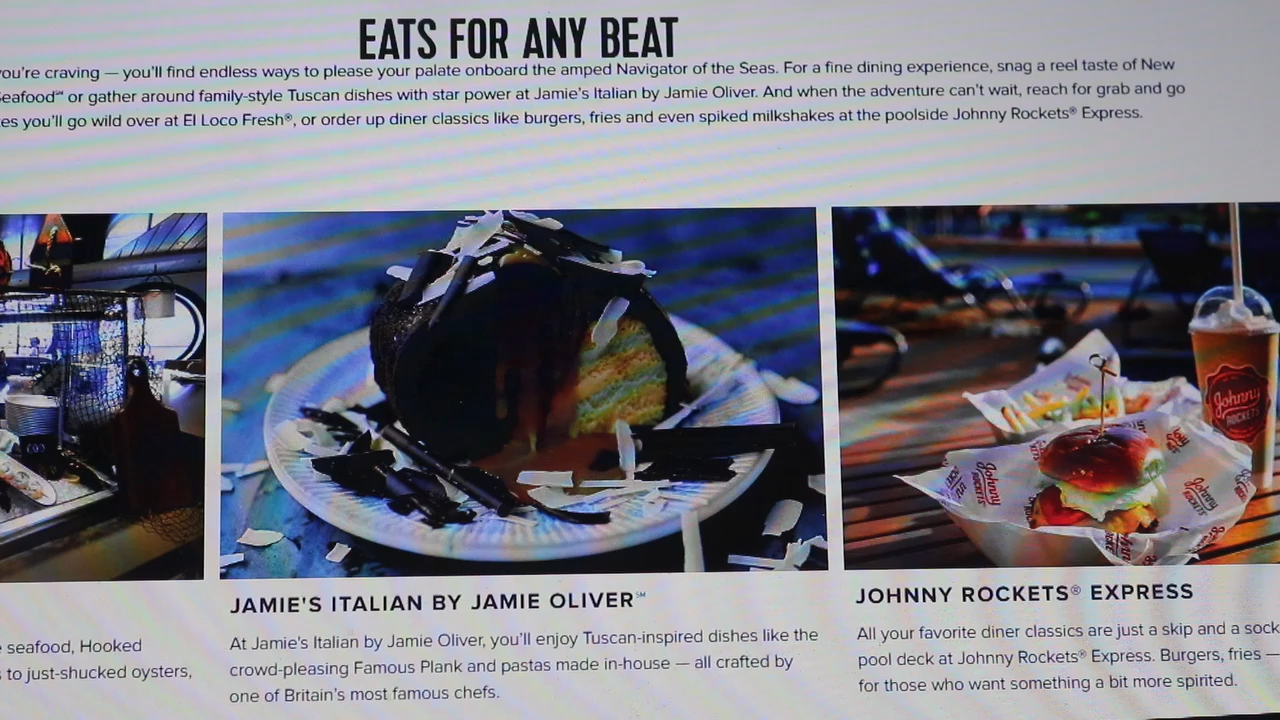 EATS FOR ANY BEAT
you're craving — you'll find endless ways to please your palate onboard the amped Navigator of the Seas. For a fine dining experience, snag a reel taste of New
Seafood℠ or gather around family-style Tuscan dishes with star power at Jamie's Italian by Jamie Oliver. And when the adventure can't wait, reach for grab and go
es you'll go wild over at El Loco Fresh®, or order up diner classics like burgers, fries and even spiked milkshakes at the poolside Johnny Rockets® Express.
Johnny
ROCKETS
Johnny
ROCKETS
Johnny
ROCKETS
JAMIE'S ITALIAN BY JAMIE OLIVER℠
At Jamie's Italian by Jamie Oliver, you'll enjoy Tuscan-inspired dishes like the
crowd-pleasing Famous Plank and pastas made in-house — all crafted by
one of Britain's most famous chefs.
JOHNNY ROCKETS® EXPRESS
All your favorite diner classics are just a skip and a sock
pool deck at Johnny Rockets® Express. Burgers, fries —
for those who want something a bit more spirited.
seafood, Hooked
to just-shucked oysters,